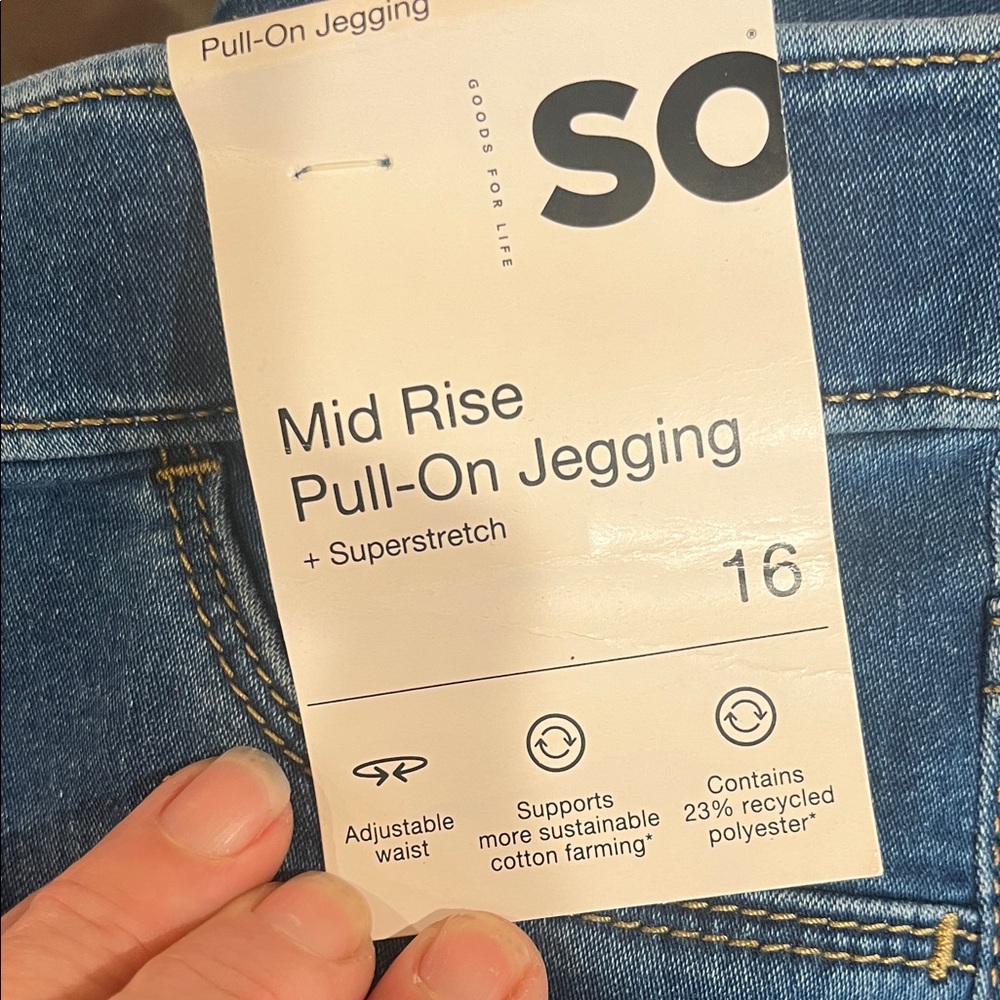 Pull-On Jegging
®
GOODS FOR LIFE
SO
Mid Rise
Pull-On Jegging
+ Superstretch
16
Adjustable
waist
Supports
more sustainable
cotton farming*
Contains
23% recycled
polyester*